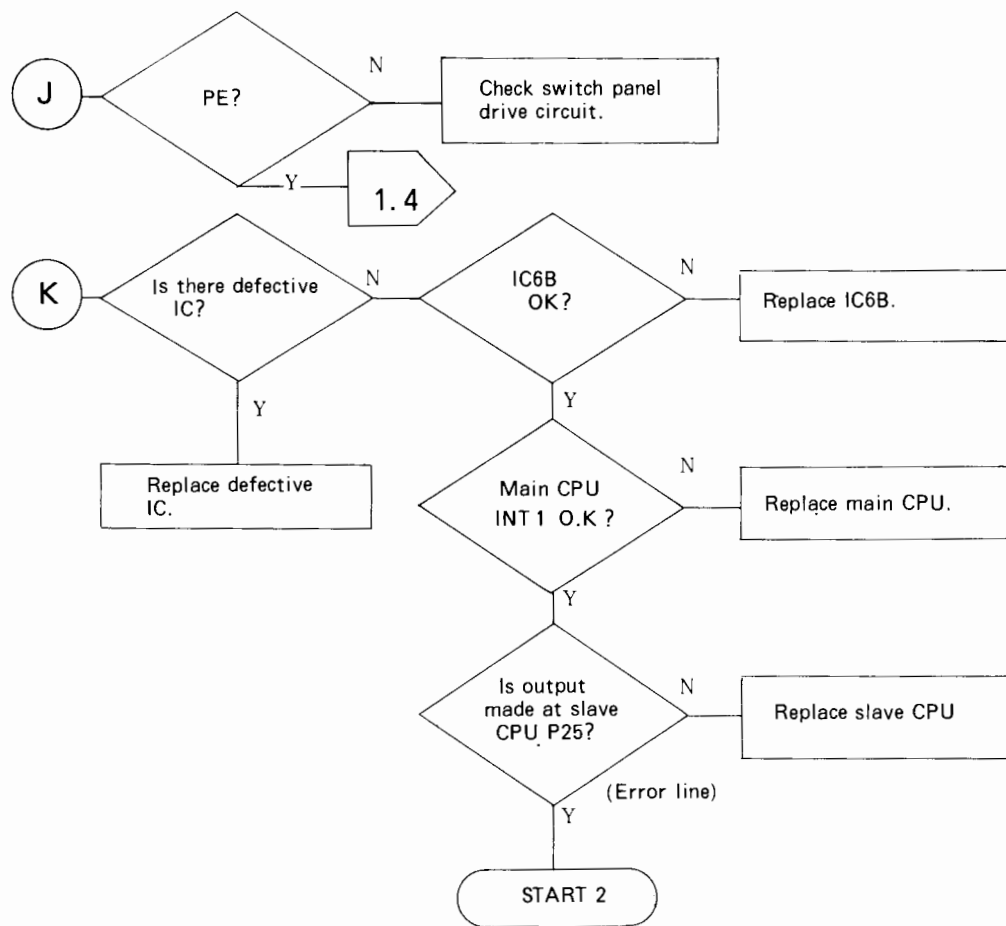 J
PE?
N
Check switch panel
drive circuit.
Y
1.4
K
Is there defective
IC?
N
IC6B
OK?
N
Replace IC6B.
Y
Replace defective
IC.
Y
Main CPU
INT1 O.K?
N
Replace main CPU.
Y
Is output
made at slave
CPU P25?
N
Replace slave CPU
(Error line)
Y
START 2